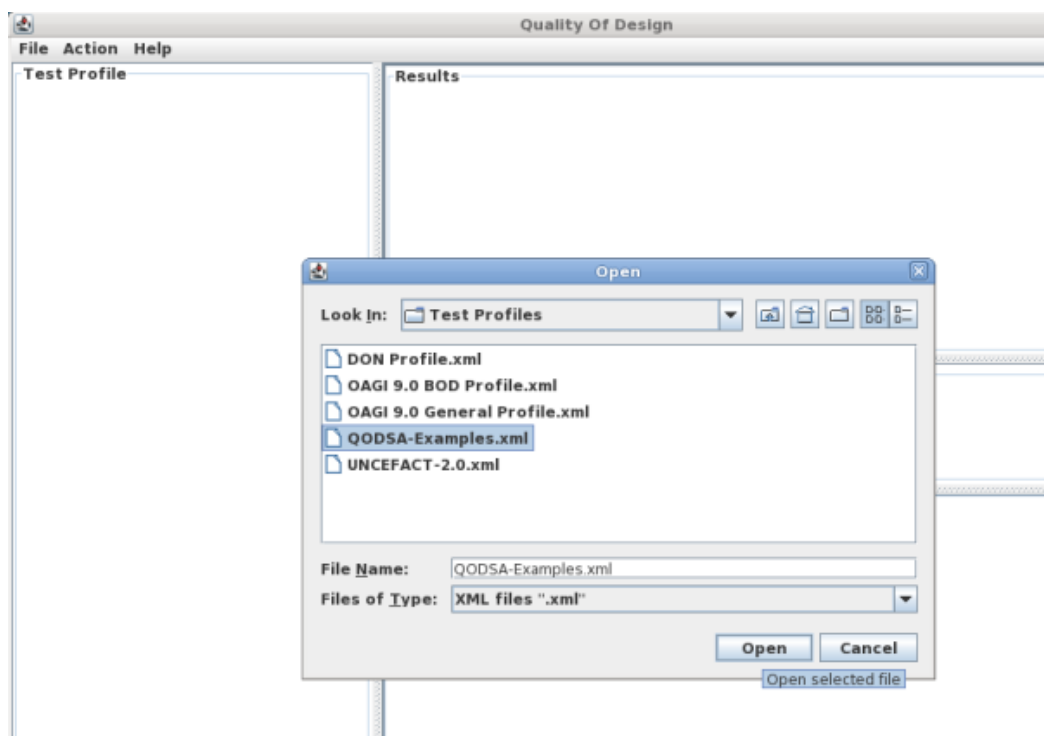 Quality Of Design
File Action Help
Test Profile
Results
Open
Look In: Test Profiles
DON Profile.xml
OAGI 9.0 BOD Profile.xml
OAGI 9.0 General Profile.xml
QODSA-Examples.xml
UNCEFACT-2.0.xml
File Name: QODSA-Examples.xml
Files of Type: XML files ".xml"
Open Cancel
Open selected file